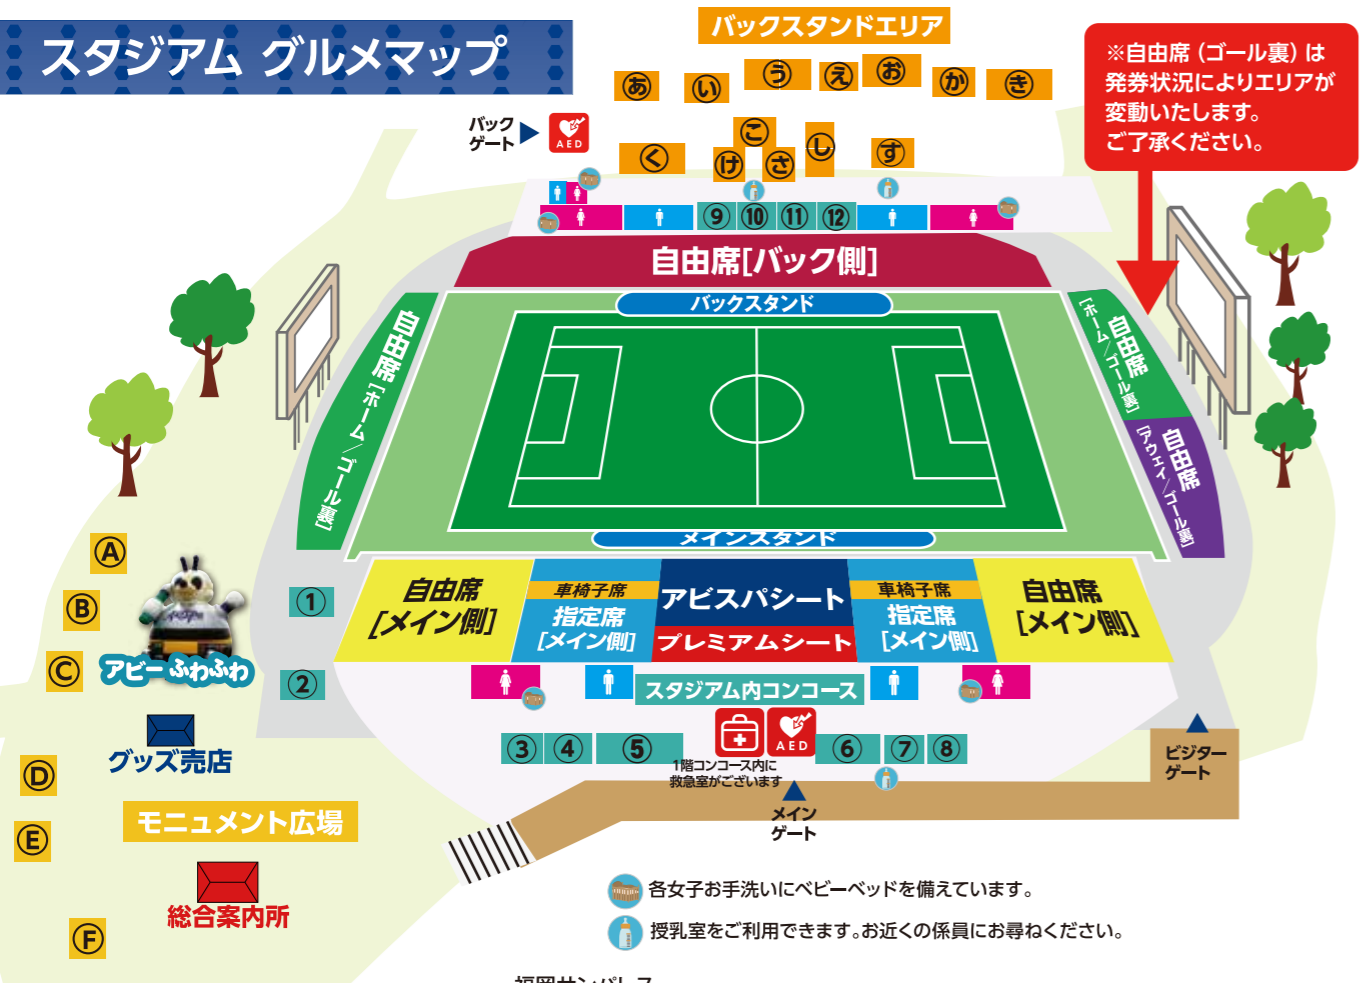 スタジアム グルメマップ
バックスタンドエリア
※自由席（ゴール裏）は
発券状況によりエリアが
変動いたします。
ご了承ください。
あ
い
う
え
お
か
き
バック
ゲート
AED
く
け
こ
さ
し
す
⑨
⑩
⑪
⑫
自由席[バック側]
バックスタンド
自由席
[ホーム／ゴール裏]
自由席
[ホーム／ゴール裏]
自由席
[アウェイ／ゴール裏]
メインスタンド
自由席
[メイン側]
車椅子席
指定席
[メイン側]
アビスパシート
プレミアムシート
車椅子席
指定席
[メイン側]
自由席
[メイン側]
Ⓐ
Ⓑ
Ⓒ
アビーふわふわ
①
②
スタジアム内コンコース
③
④
⑤
AED
⑥
⑦
⑧
1階コンコース内に
救急室がございます
メイン
ゲート
ビジター
ゲート
グッズ売店
Ⓓ
Ⓔ
モニュメント広場
総合案内所
Ⓕ
各女子お手洗いにベビーベッドを備えています。
授乳室をご利用できます。お近くの係員にお尋ねください。
福岡サンパレス